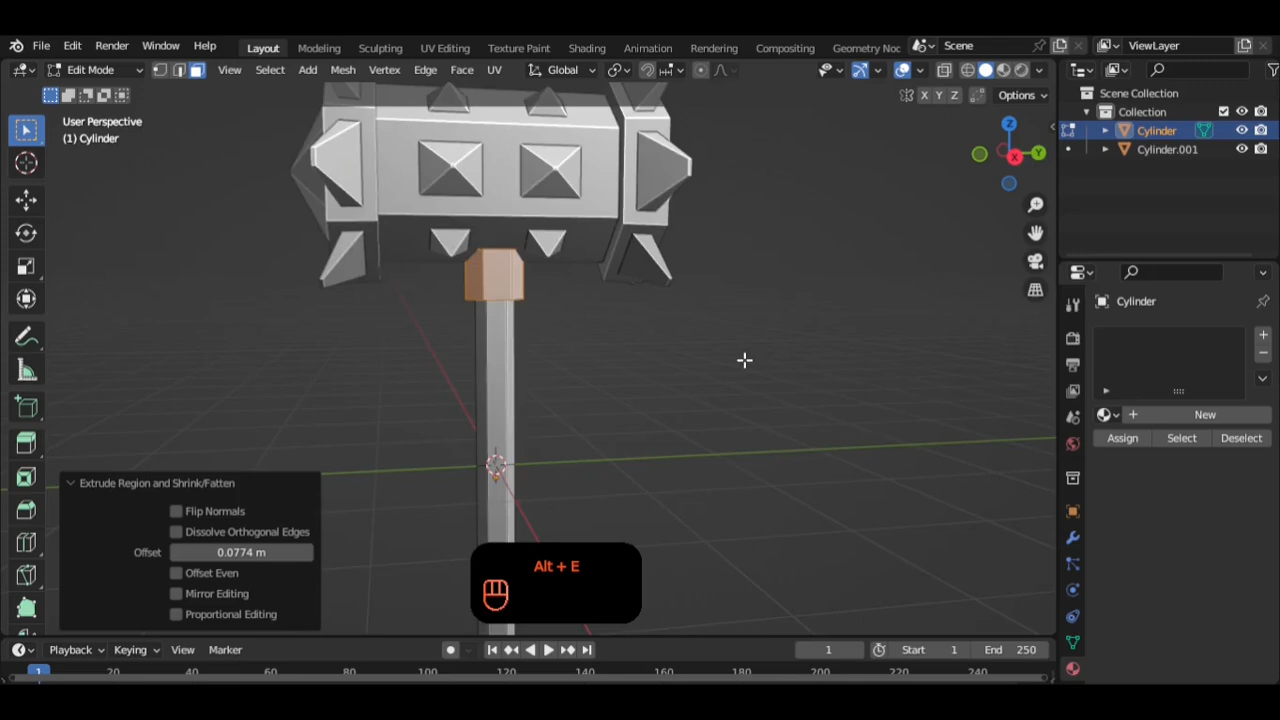 File Edit Render Window Help Layout Modeling Sculpting UV Editing Texture Paint Shading Animation Rendering Compositing Geometry Noc Scene ViewLayer
Edit Mode View Select Add Mesh Vertex Edge Face UV Global
X Y Z Options
User Perspective
(1) Cylinder
Z
X Y
Scene Collection
Collection
Cylinder
Cylinder.001
Cylinder
New
Assign Select Deselect
Extrude Region and Shrink/Fatten
Flip Normals
Dissolve Orthogonal Edges
Offset 0.0774 m
Offset Even
Mirror Editing
Proportional Editing
Alt + E
Playback Keying View Marker 1 Start 1 End 250
1 20 40 60 80 100 120 140 160 180 200 220 240